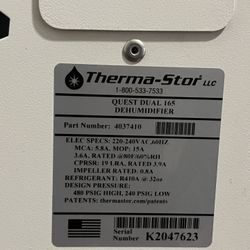 Therma-Stor LLC
1-800-533-7533
QUEST DUAL 165
DEHUMIDIFIER
Part Number: 4037410
ELEC SPECS: 220-240VAC,60HZ
MCA: 5.8A, MOP: 15A
3.6A, RATED @80F/60%RH
CPRSR: 19 LRA, RATED 3.9A
IMPELLER RATED: 0.8A
REFRIGERANT: R410A @ 32oz
DESIGN PRESSURE:
480 PSIG HIGH, 240 PSIG LOW
PATENTS: thermastor.com/patents
Serial
Number K2047623